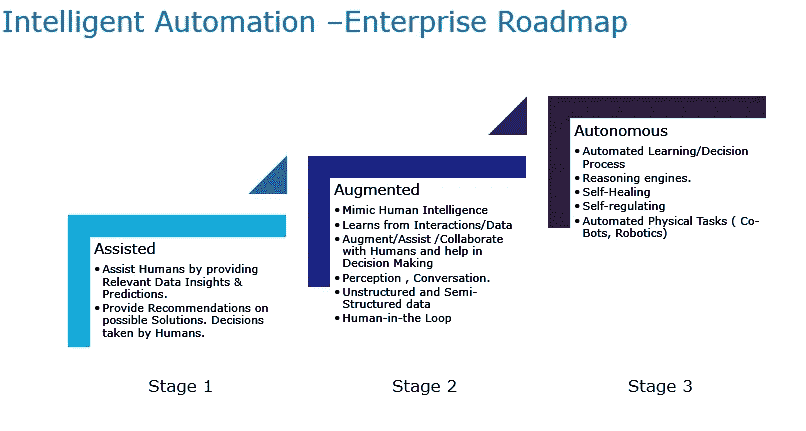 Intelligent Automation –Enterprise Roadmap
Assisted
• Assist Humans by providing
Relevant Data Insights &
Predictions.
• Provide Recommendations on
possible Solutions. Decisions
taken by Humans.
Stage 1
Augmented
• Mimic Human Intelligence
• Learns from Interactions/Data
• Augment/Assist /Collaborate
with Humans and help in
Decision Making
• Perception , Conversation.
• Unstructured and Semi-
Structured data
• Human-in-the Loop
Stage 2
Autonomous
• Automated Learning/Decision
Process
• Reasoning engines.
• Self-Healing
• Self-regulating
• Automated Physical Tasks ( Co-
Bots, Robotics)
Stage 3